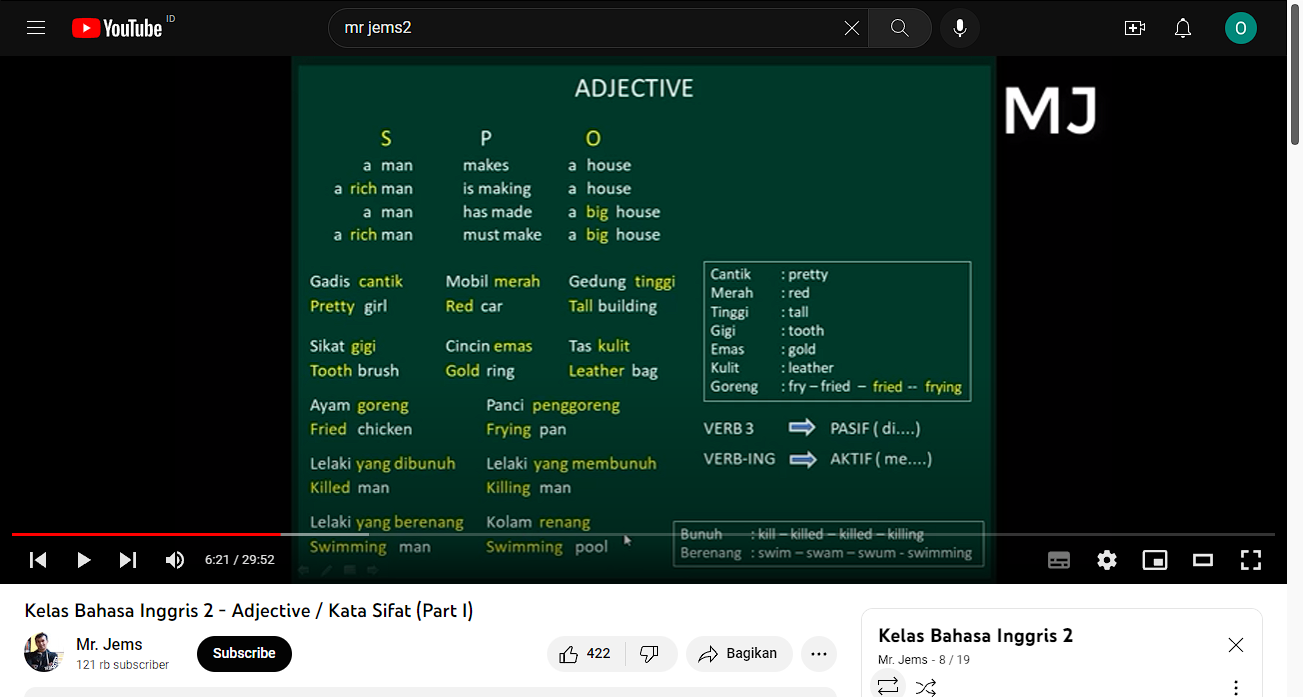 YouTube ID
mr jems2
O
MJ
ADJECTIVE
S P O
a man makes a house
a rich man is making a house
a man has made a big house
a rich man must make a big house
Gadis cantik Mobil merah Gedung tinggi
Pretty girl Red car Tall building
Sikat gigi Cincin emas Tas kulit
Tooth brush Gold ring Leather bag
Ayam goreng Panci penggoreng
Fried chicken Frying pan
Lelaki yang dibunuh Lelaki yang membunuh
Killed man Killing man
Lelaki yang berenang Kolam renang
Swimming man Swimming pool
Cantik : pretty
Merah : red
Tinggi : tall
Gigi : tooth
Emas : gold
Kulit : leather
Goreng : fry – fried – fried -- frying
VERB 3 PASIF ( di....)
VERB-ING AKTIF ( me....)
Bunuh : kill – killed – killed – killing
Berenang : swim – swam – swum - swimming
6:21 / 29:52
Kelas Bahasa Inggris 2 - Adjective / Kata Sifat (Part I)
Mr. Jems
121 rb subscriber
Subscribe
422
Bagikan
Kelas Bahasa Inggris 2
Mr. Jems - 8 / 19